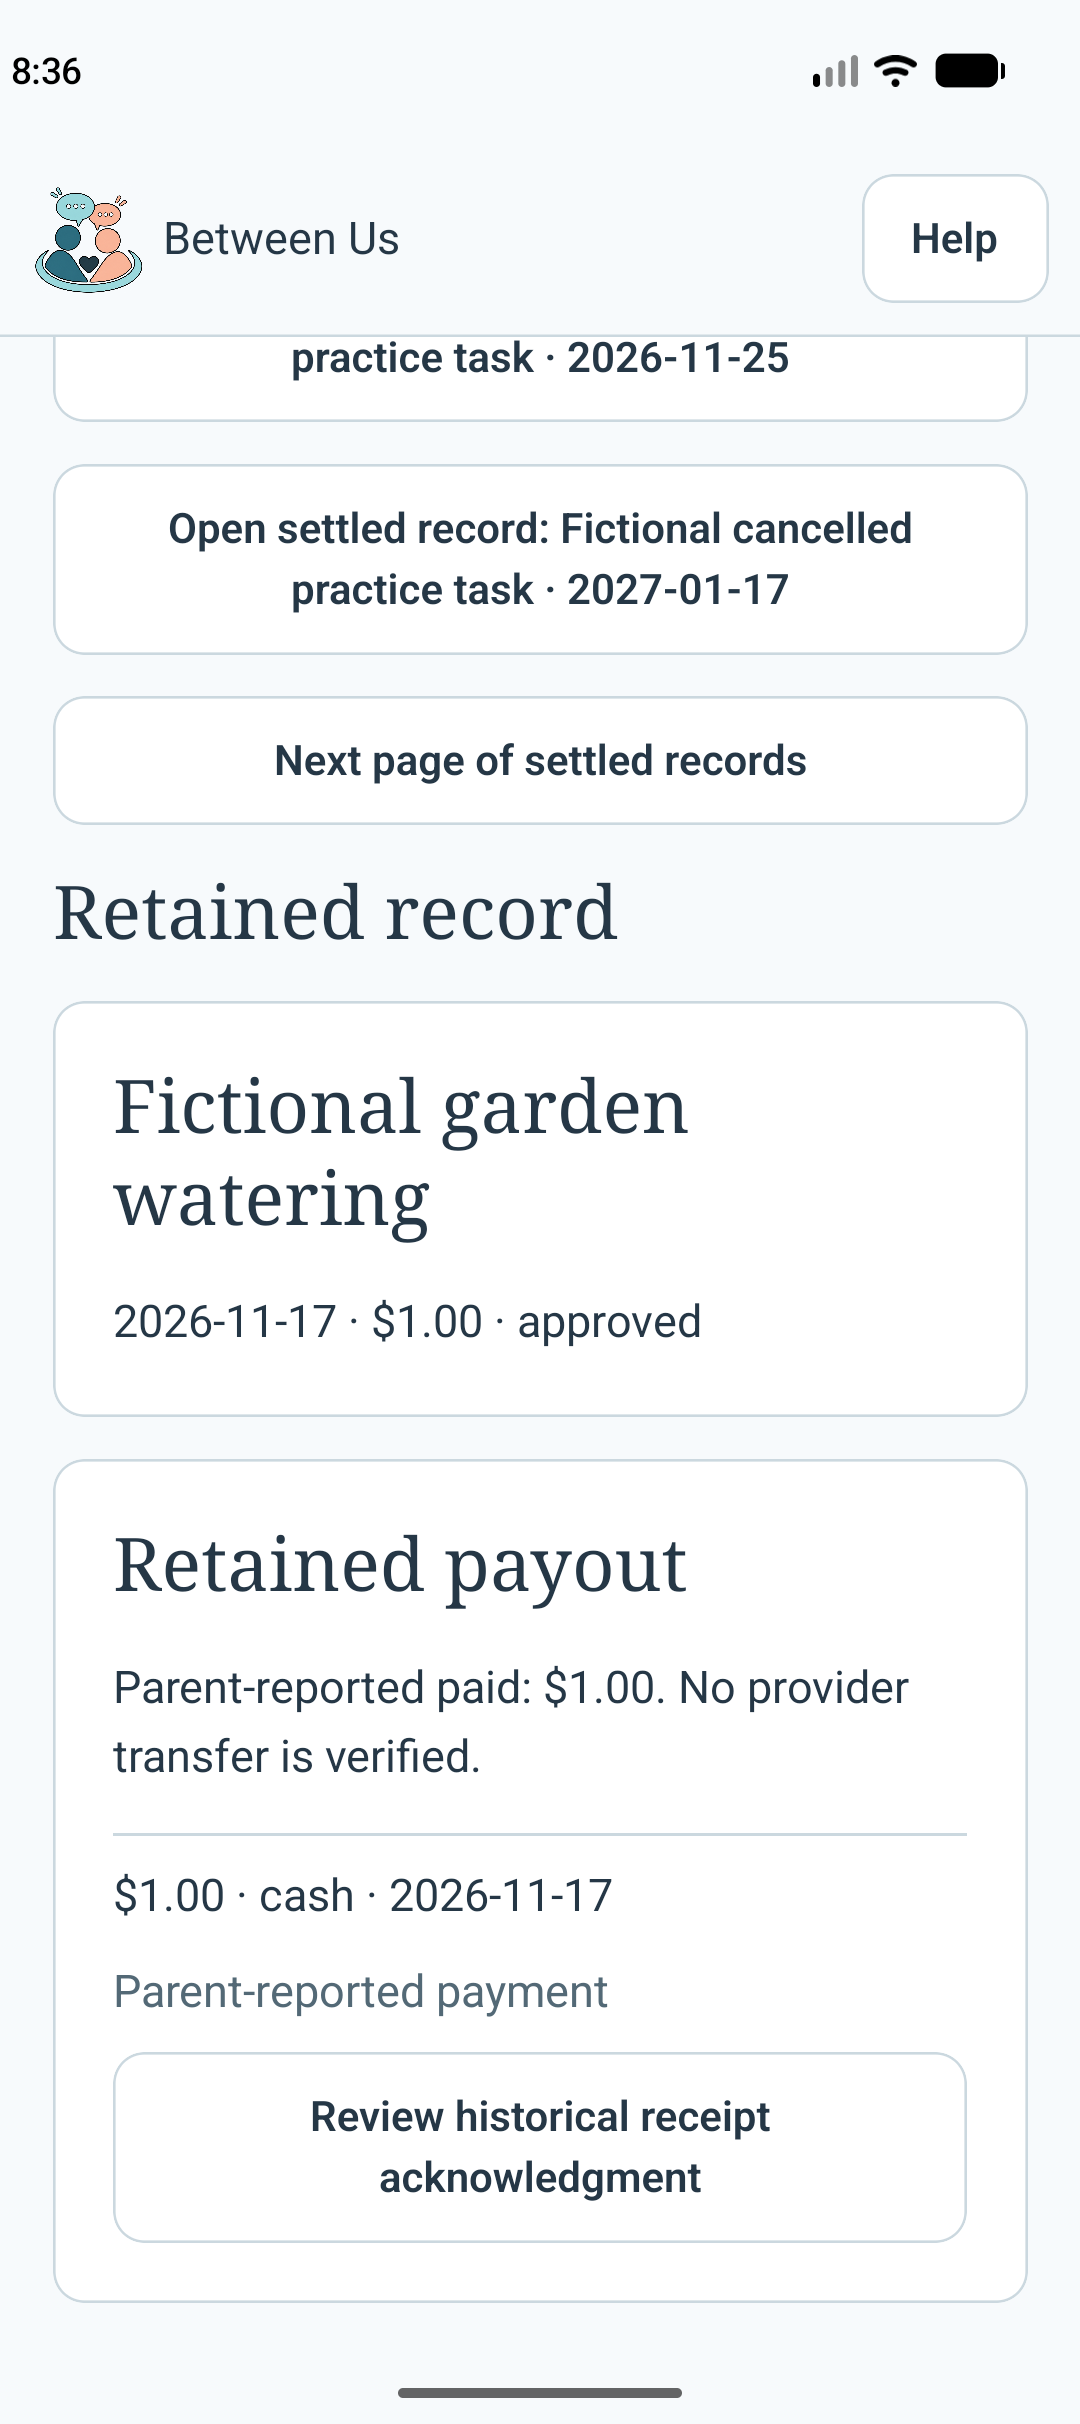 8:36
Between Us
Help
practice task · 2026-11-25
Open settled record: Fictional cancelled
practice task · 2027-01-17
Next page of settled records
Retained record
Fictional garden
watering
2026-11-17 · $1.00 · approved
Retained payout
Parent-reported paid: $1.00. No provider
transfer is verified.
$1.00 · cash · 2026-11-17
Parent-reported payment
Review historical receipt
acknowledgment